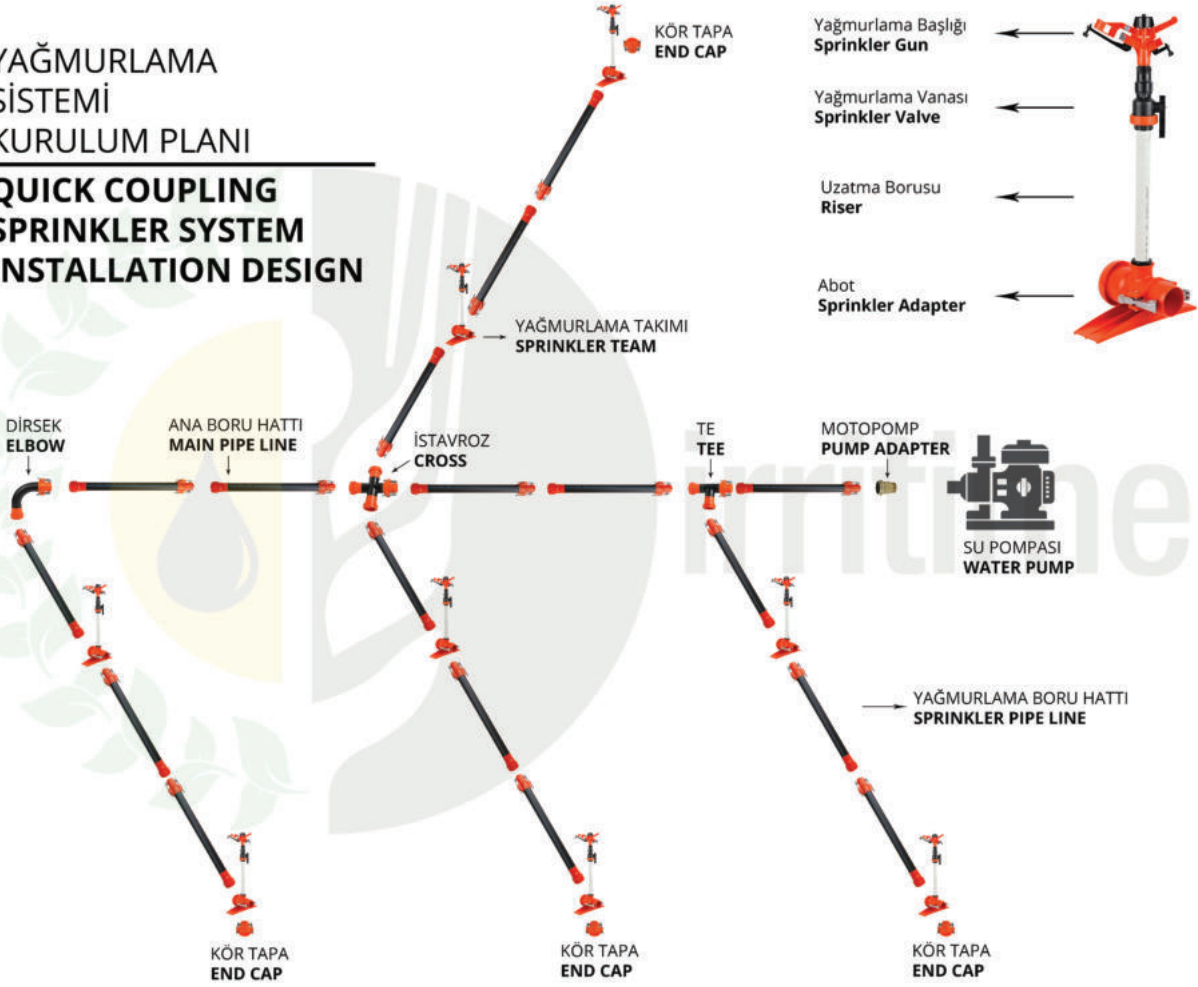 YAĞMURLAMA
SİSTEMİ
KURULUM PLANI
QUICK COUPLING
SPRINKLER SYSTEM
INSTALLATION DESIGN
KÖR TAPA
END CAP
Yağmurlama Başlığı
Sprinkler Gun
Yağmurlama Vanası
Sprinkler Valve
Uzatma Borusu
Riser
Abot
Sprinkler Adapter
YAĞMURLAMA TAKIMI
SPRINKLER TEAM
DİRSEK
ELBOW
ANA BORU HATTI
MAIN PIPE LINE
İSTAVROZ
CROSS
TE
TEE
MOTOPOMP
PUMP ADAPTER
SU POMPASI
WATER PUMP
irritime
YAĞMURLAMA BORU HATTI
SPRINKLER PIPE LINE
KÖR TAPA
END CAP
KÖR TAPA
END CAP
KÖR TAPA
END CAP